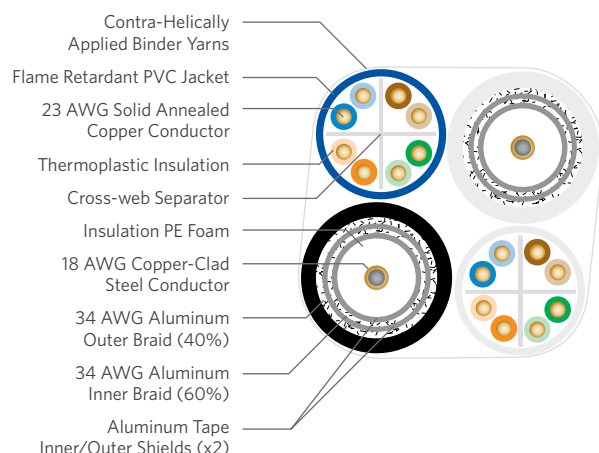 Contra-Helically
Applied Binder Yarns
Flame Retardant PVC Jacket
23 AWG Solid Annealed
Copper Conductor
Thermoplastic Insulation
Cross-web Separator
Insulation PE Foam
18 AWG Copper-Clad
Steel Conductor
34 AWG Aluminum
Outer Braid (40%)
34 AWG Aluminum
Inner Braid (60%)
Aluminum Tape
Inner/Outer Shields (x2)